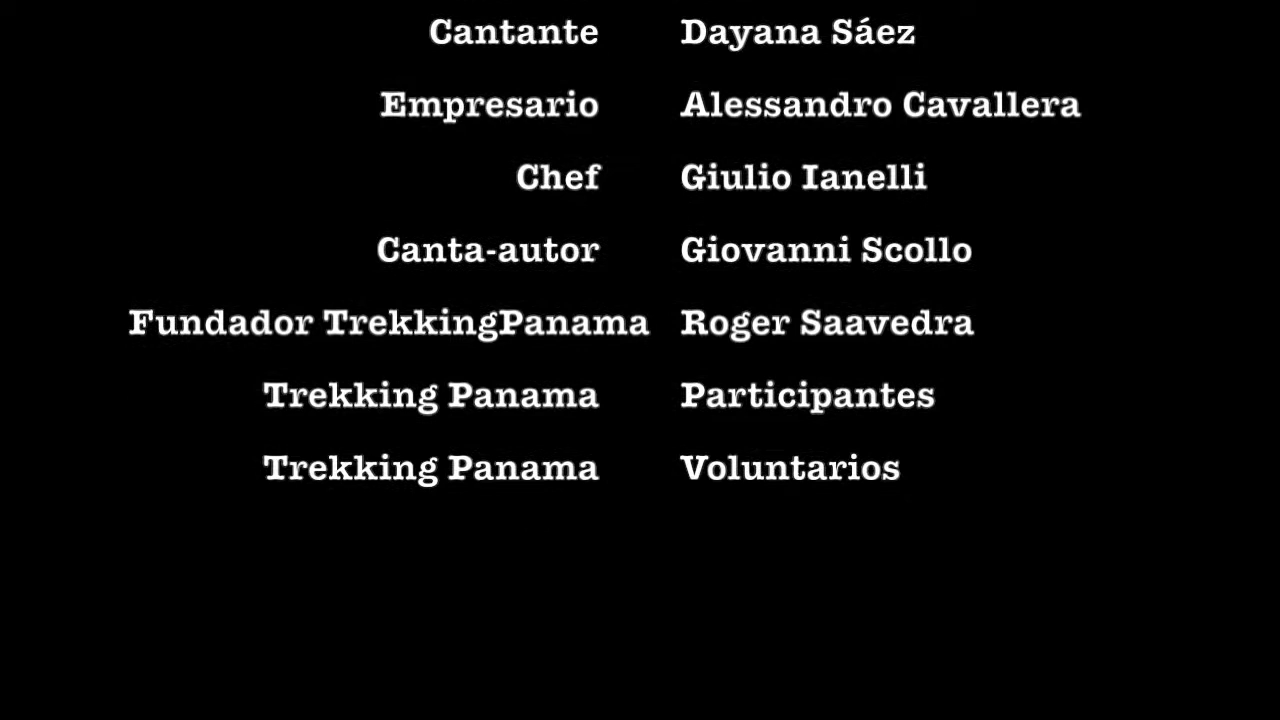 Cantante Dayana Sáez
Empresario Alessandro Cavallera
Chef Giulio Ianelli
Canta-autor Giovanni Scollo
Fundador TrekkingPanama Roger Saavedra
Trekking Panama Participantes
Trekking Panama Voluntarios